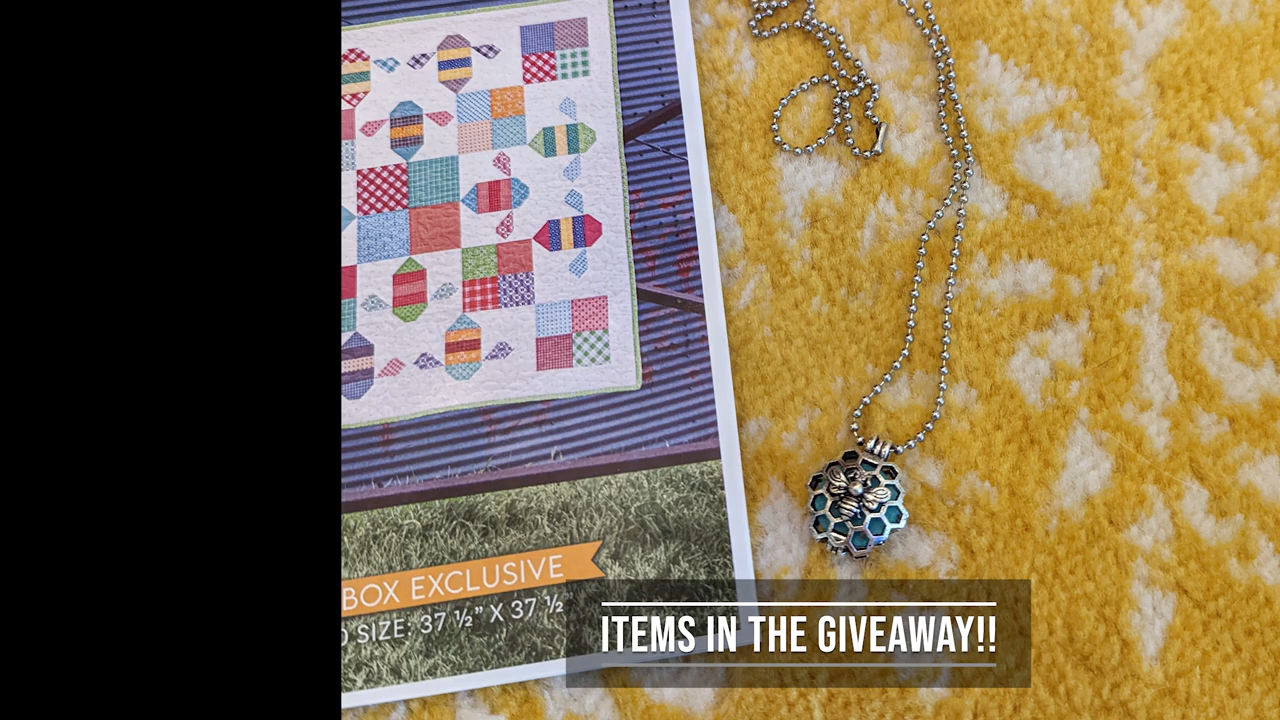 BOX EXCLUSIVE
SIZE: 37 ½" X 37 ½"
ITEMS IN THE GIVEAWAY!!